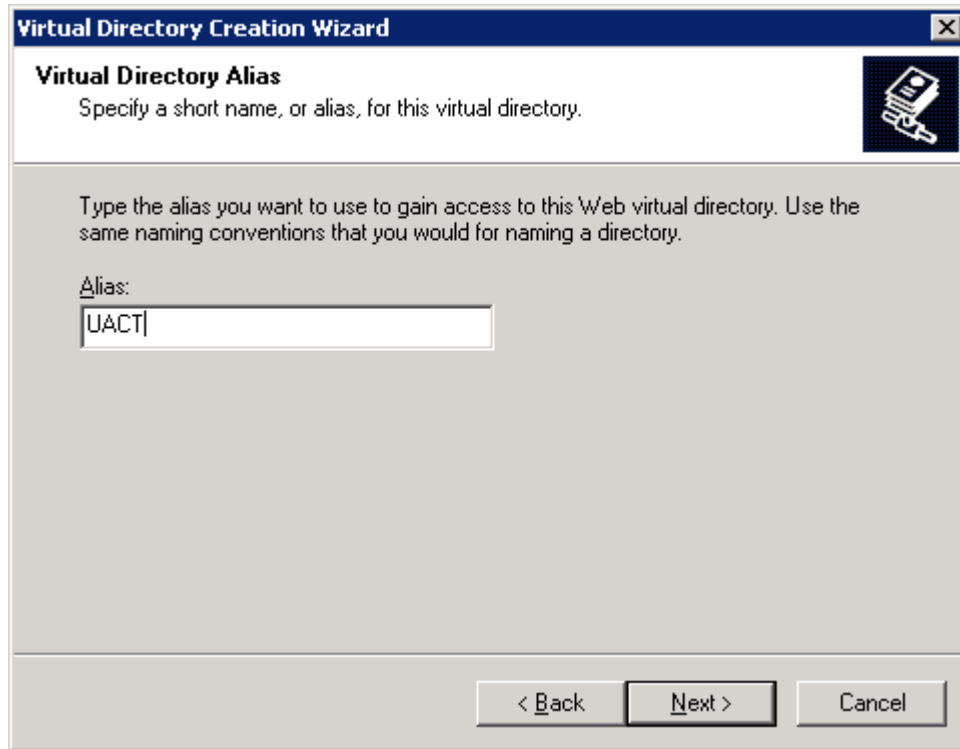 Virtual Directory Creation Wizard
Virtual Directory Alias
Specify a short name, or alias, for this virtual directory.
Type the alias you want to use to gain access to this Web virtual directory. Use the
same naming conventions that you would for naming a directory.
Alias:
UACT
< Back Next > Cancel